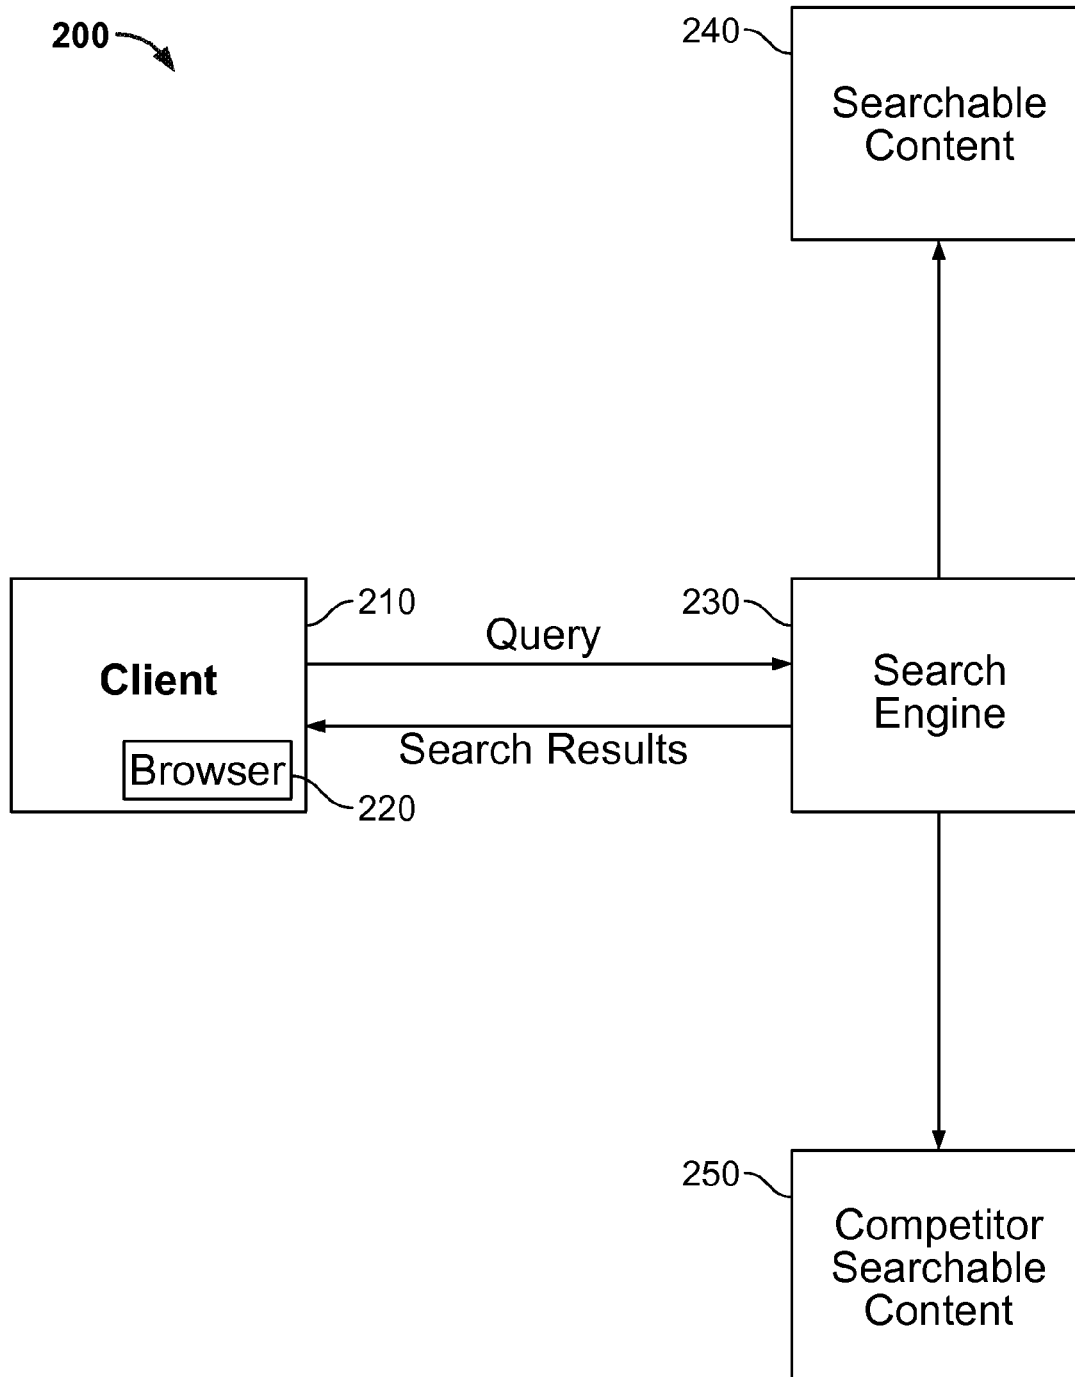 200
240
Searchable
Content
210
230
Query
Client
Search
Engine
Search Results
Browser
220
250
Competitor
Searchable
Content